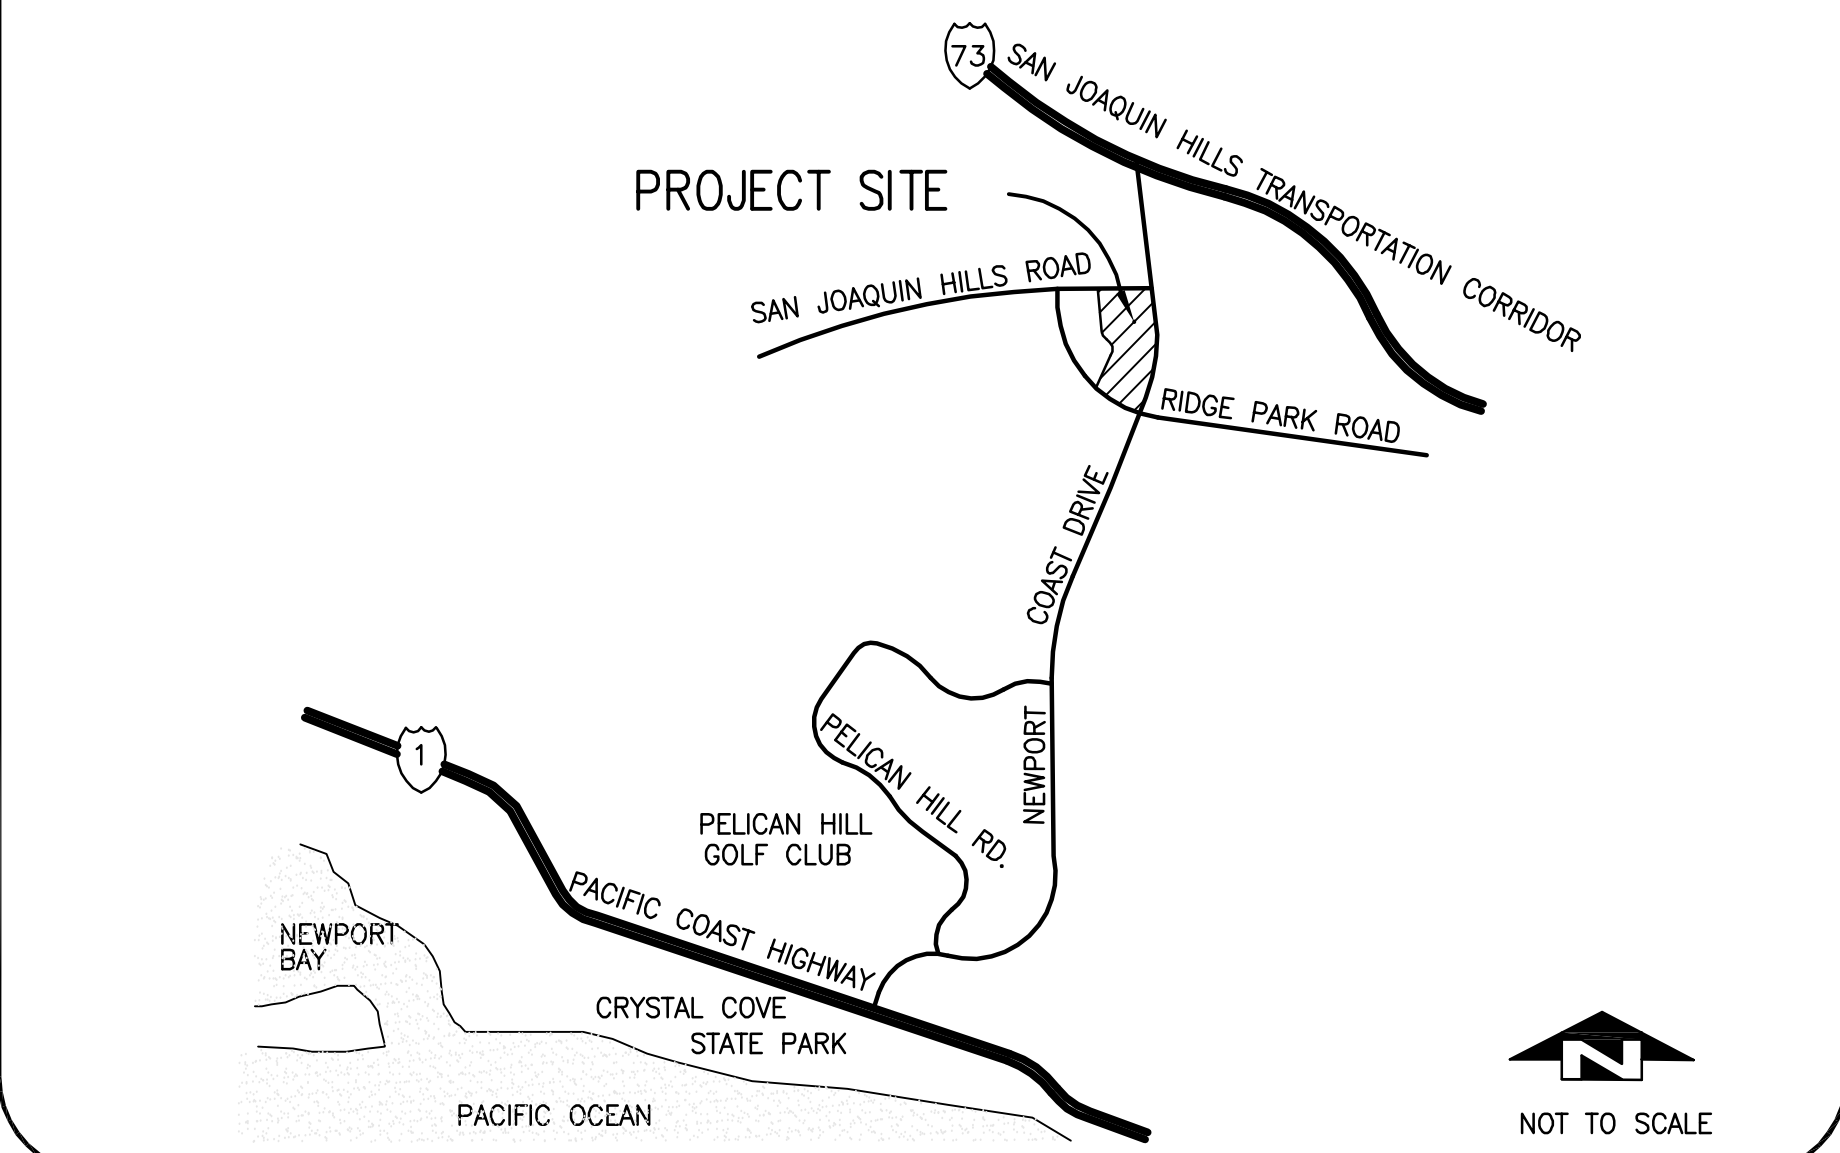 73
SAN JOAQUIN HILLS TRANSPORTATION CORRIDOR
PROJECT SITE
SAN JOAQUIN HILLS ROAD
RIDGE PARK ROAD
COAST DRIVE
NEWPORT
PELICAN HILL RD.
1
PELICAN HILL
GOLF CLUB
PACIFIC COAST HIGHWAY
NEWPORT
BAY
CRYSTAL COVE
STATE PARK
PACIFIC OCEAN
N
NOT TO SCALE